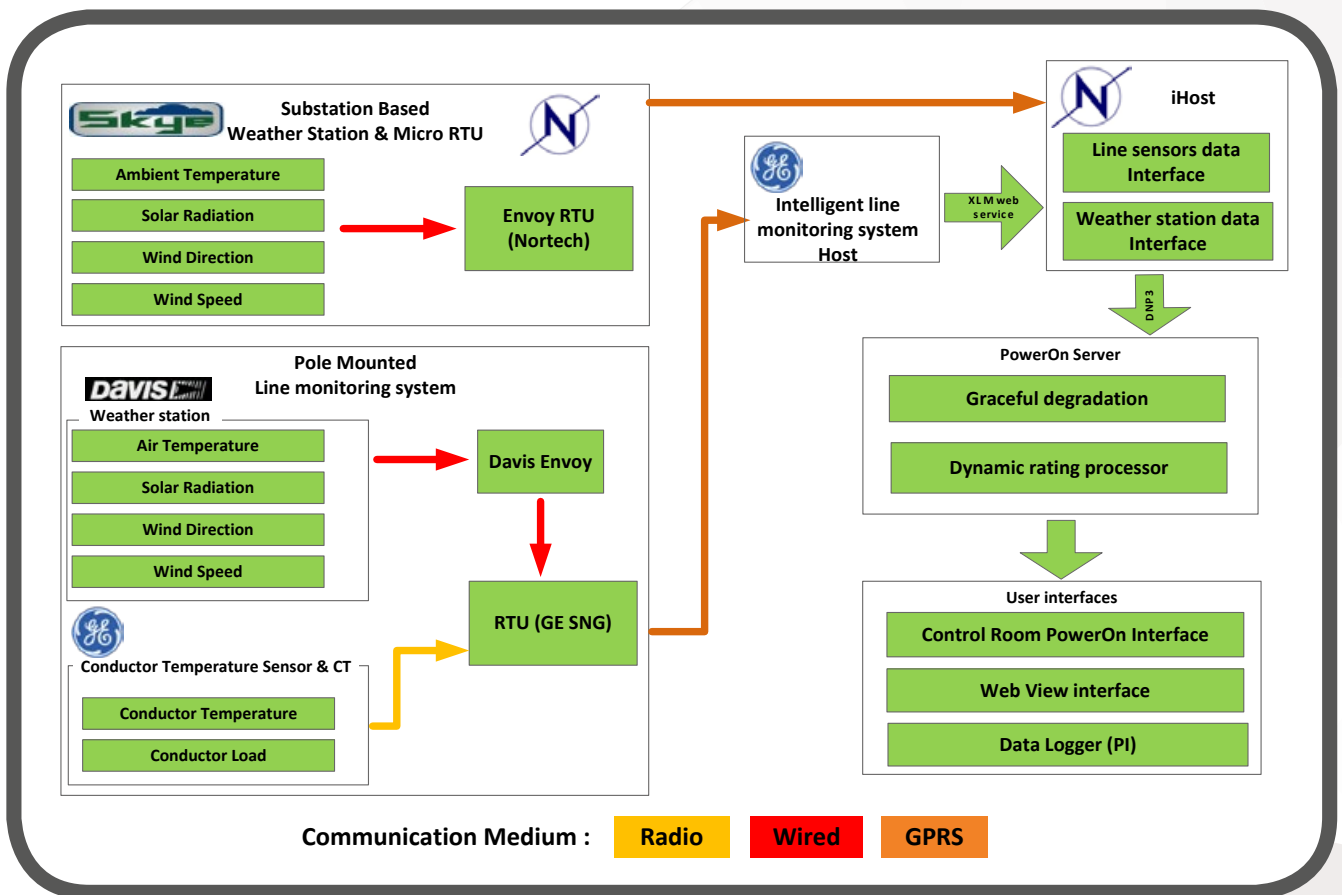 Skye
Substation Based
Weather Station & Micro RTU
N
Ambient Temperature
Solar Radiation
Wind Direction
Wind Speed
Envoy RTU
(Nortech)
Pole Mounted
Line monitoring system
DAVIS
Weather station
Air Temperature
Solar Radiation
Wind Direction
Wind Speed
Davis Envoy
RTU (GE SNG)
GE
Conductor Temperature Sensor & CT
Conductor Temperature
Conductor Load
GE
Intelligent line
monitoring system
Host
XLM web
service
N
iHost
Line sensors data
Interface
Weather station data
Interface
DNP3
PowerOn Server
Graceful degradation
Dynamic rating processor
User interfaces
Control Room PowerOn Interface
Web View interface
Data Logger (PI)
Communication Medium :
Radio
Wired
GPRS